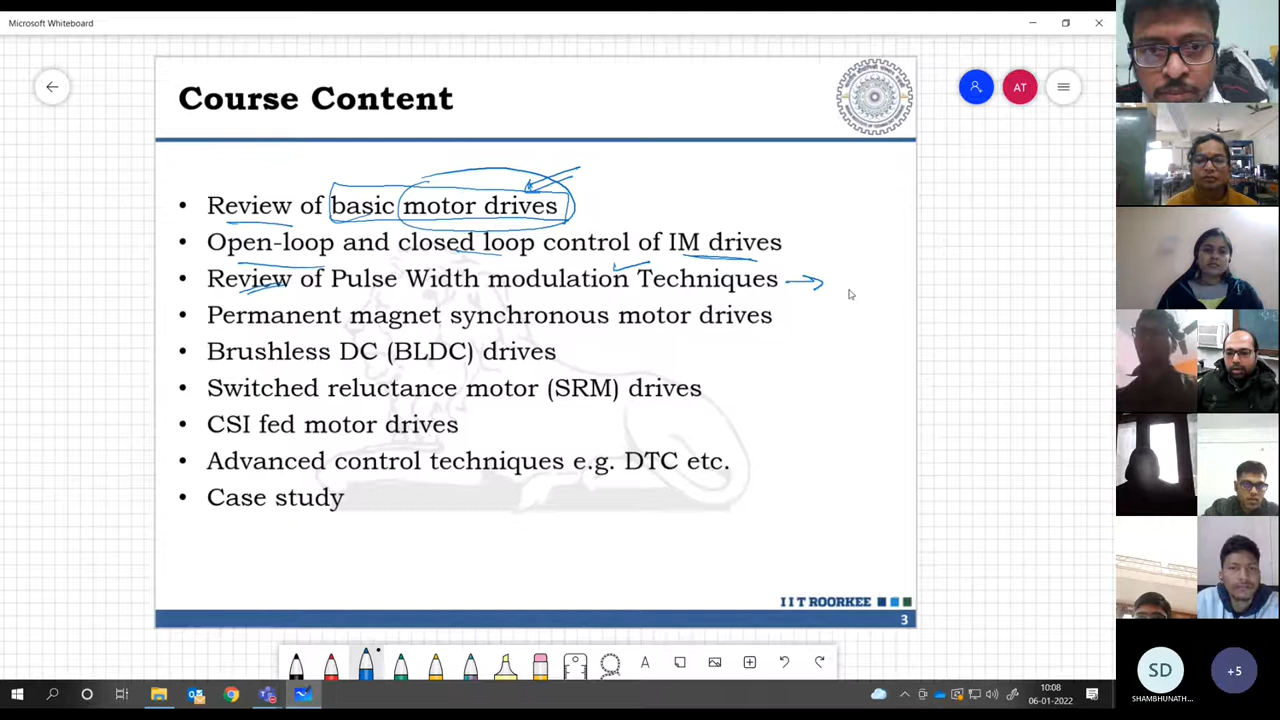 Microsoft Whiteboard
Course Content
AT
• Review of basic motor drives
• Open-loop and closed loop control of IM drives
• Review of Pulse Width modulation Techniques
• Permanent magnet synchronous motor drives
• Brushless DC (BLDC) drives
• Switched reluctance motor (SRM) drives
• CSI fed motor drives
• Advanced control techniques e.g. DTC etc.
• Case study
I I T ROORKEE
3
A
SD
+5
SHAMBHUNATH...
10:08
06-01-2022